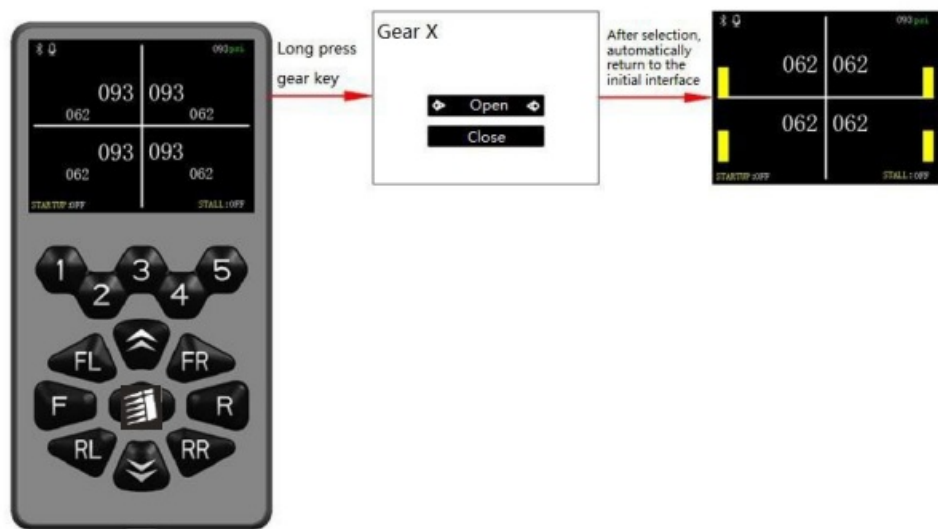 093psi
093 093
062 062
093 093
062 062
STARTUP:OFF STALL:OFF
1 2 3 4 5
FL FR
F R
RL RR
Long press
gear key
Gear X
Open
Close
After selection,
automatically
return to the
initial interface
093psi
062 062
062 062
STARTUP:OFF STALL:OFF